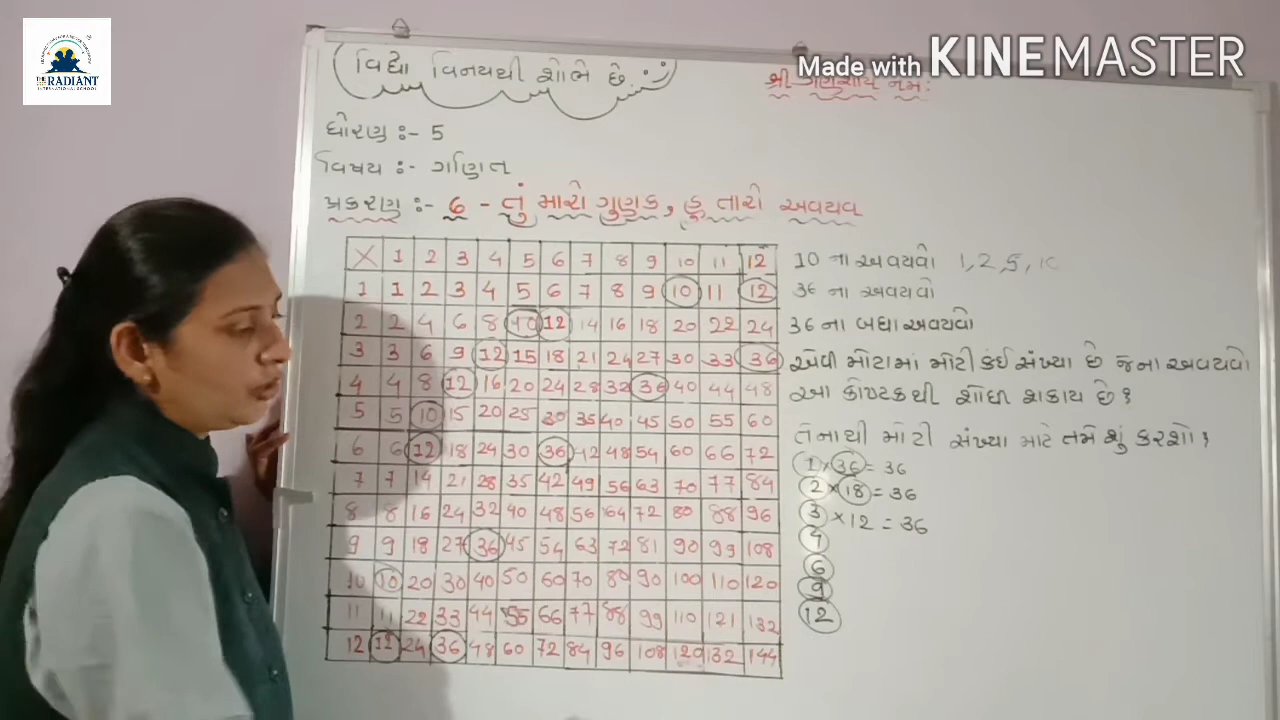 THE RADIANT
INTERNATIONAL SCHOOL
Made with KINEMASTER
વિદ્યા વિનયથી શોભે છે.
શ્રી ગણેશાય નમઃ
ધોરણ :- 5
વિષય :- ગણિત
પ્રકરણ :- 6 - તું મારો ગુણક, હું તારો અવયવ
X 1 2 3 4 5 6 7 8 9 10 11 12
1 1 2 3 4 5 6 7 8 9 10 11 12
2 2 4 6 8 10 12 14 16 18 20 22 24
3 3 6 9 12 15 18 21 24 27 30 33 36
4 4 8 12 16 20 24 28 32 36 40 44 48
5 5 10 15 20 25 30 35 40 45 50 55 60
6 6 12 18 24 30 36 42 48 54 60 66 72
7 7 14 21 28 35 42 49 56 63 70 77 84
8 8 16 24 32 40 48 56 64 72 80 88 96
9 9 18 27 36 45 54 63 72 81 90 99 108
10 10 20 30 40 50 60 70 80 90 100 110 120
11 11 22 33 44 55 66 77 88 99 110 121 132
12 12 24 36 48 60 72 84 96 108 120 132 144
10 ના અવયવો 1, 2, 5, 10
36 ના અવયવો
36 ના બધા અવયવો
એવી મોટામાં મોટી કઈ સંખ્યા છે જેના અવયવો
આ કોષ્ટકથી શોધી શકાય છે?
તેનાથી મોટી સંખ્યા માટે તમે શું કરશો?
1 × 36 = 36
2 × 18 = 36
3 × 12 = 36
4
6
9
12